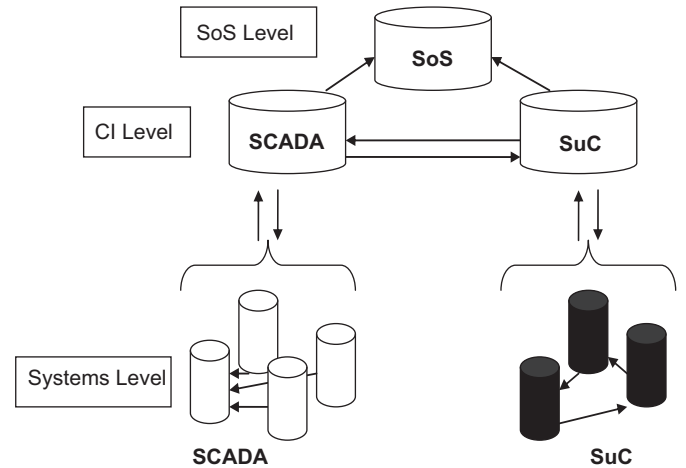 SoS Level
SoS
CI Level
SCADA
SuC
Systems Level
SCADA
SuC